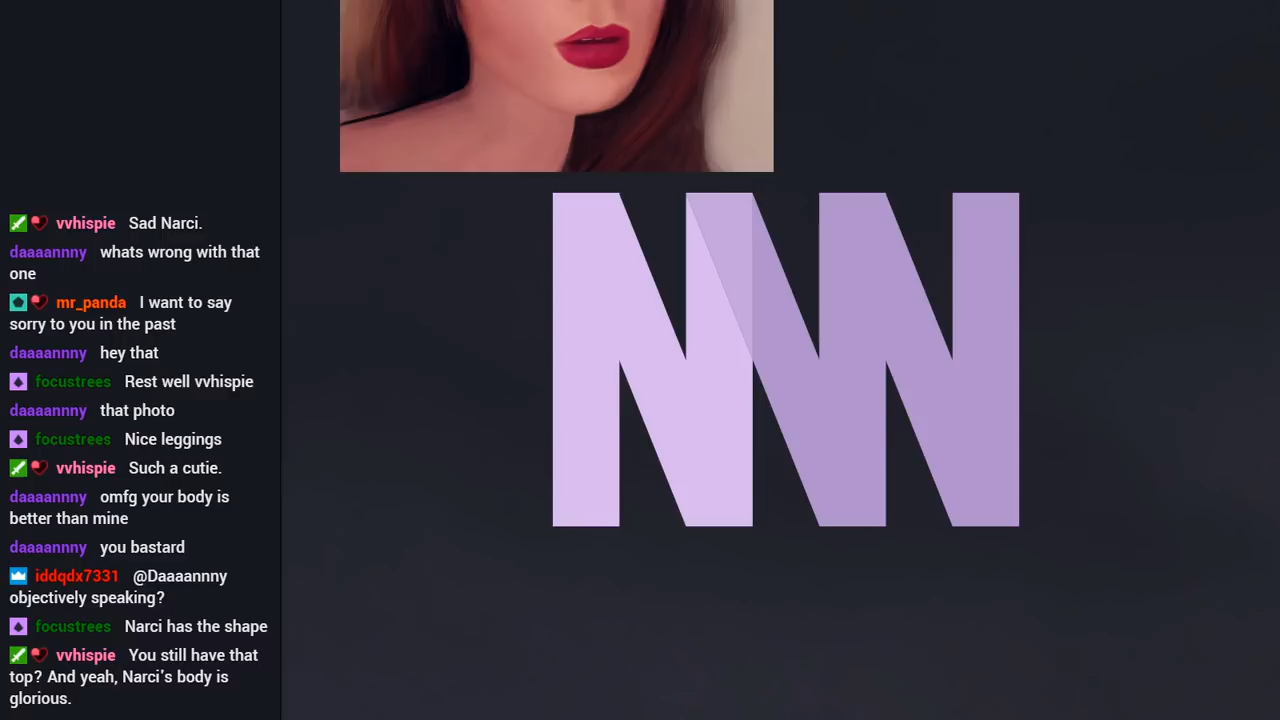 vvhispie Sad Narci.
daaaannny whats wrong with that
one
mr_panda I want to say
sorry to you in the past
daaaannny hey that
focustrees Rest well vvhispie
daaaannny that photo
focustrees Nice leggings
vvhispie Such a cutie.
daaaannny omfg your body is
better than mine
daaaannny you bastard
iddqdx7331 @Daaaannny
objectively speaking?
focustrees Narci has the shape
vvhispie You still have that
top? And yeah, Narci's body is
glorious.
NW